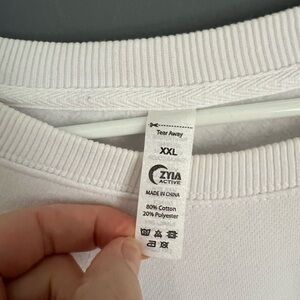 Tear Away
XXL
ZYIA
ACTIVE
MADE IN CHINA
80% Cotton
20% Polyester